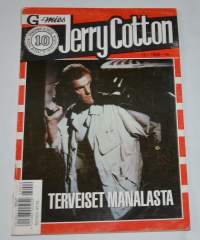 G-mies
Jerry Cotton
10
TERVEISET MANALASTA